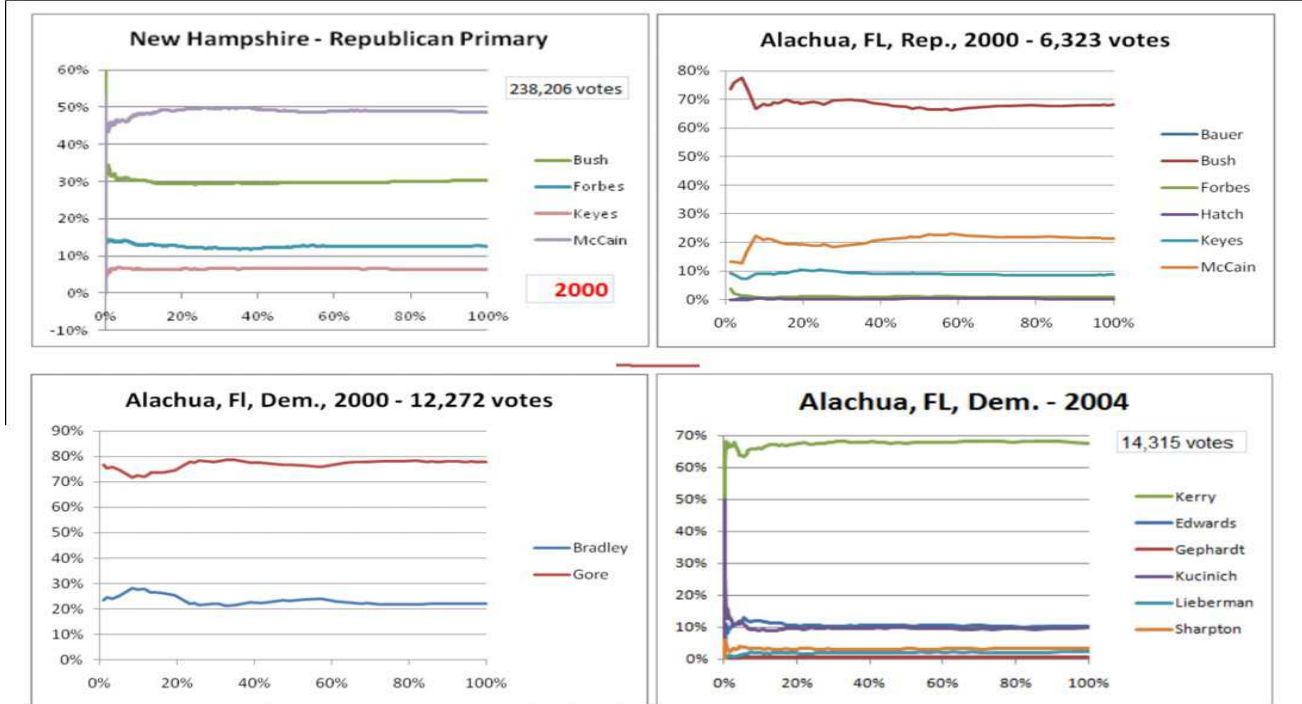 New Hampshire - Republican Primary
60%
50%
40%
30%
20%
10%
0%
-10%
0%
20%
40%
60%
80%
100%
238,206 votes
Bush
Forbes
Keyes
McCain
2000
Alachua, FL, Rep., 2000 - 6,323 votes
80%
70%
60%
50%
40%
30%
20%
10%
0%
0%
20%
40%
60%
80%
100%
Bauer
Bush
Forbes
Hatch
Keyes
McCain
Alachua, Fl, Dem., 2000 - 12,272 votes
90%
80%
70%
60%
50%
40%
30%
20%
10%
0%
0%
20%
40%
60%
80%
100%
Bradley
Gore
Alachua, FL, Dem. - 2004
70%
60%
50%
40%
30%
20%
10%
0%
0%
20%
40%
60%
80%
100%
14,315 votes
Kerry
Edwards
Gephardt
Kucinich
Lieberman
Sharpton